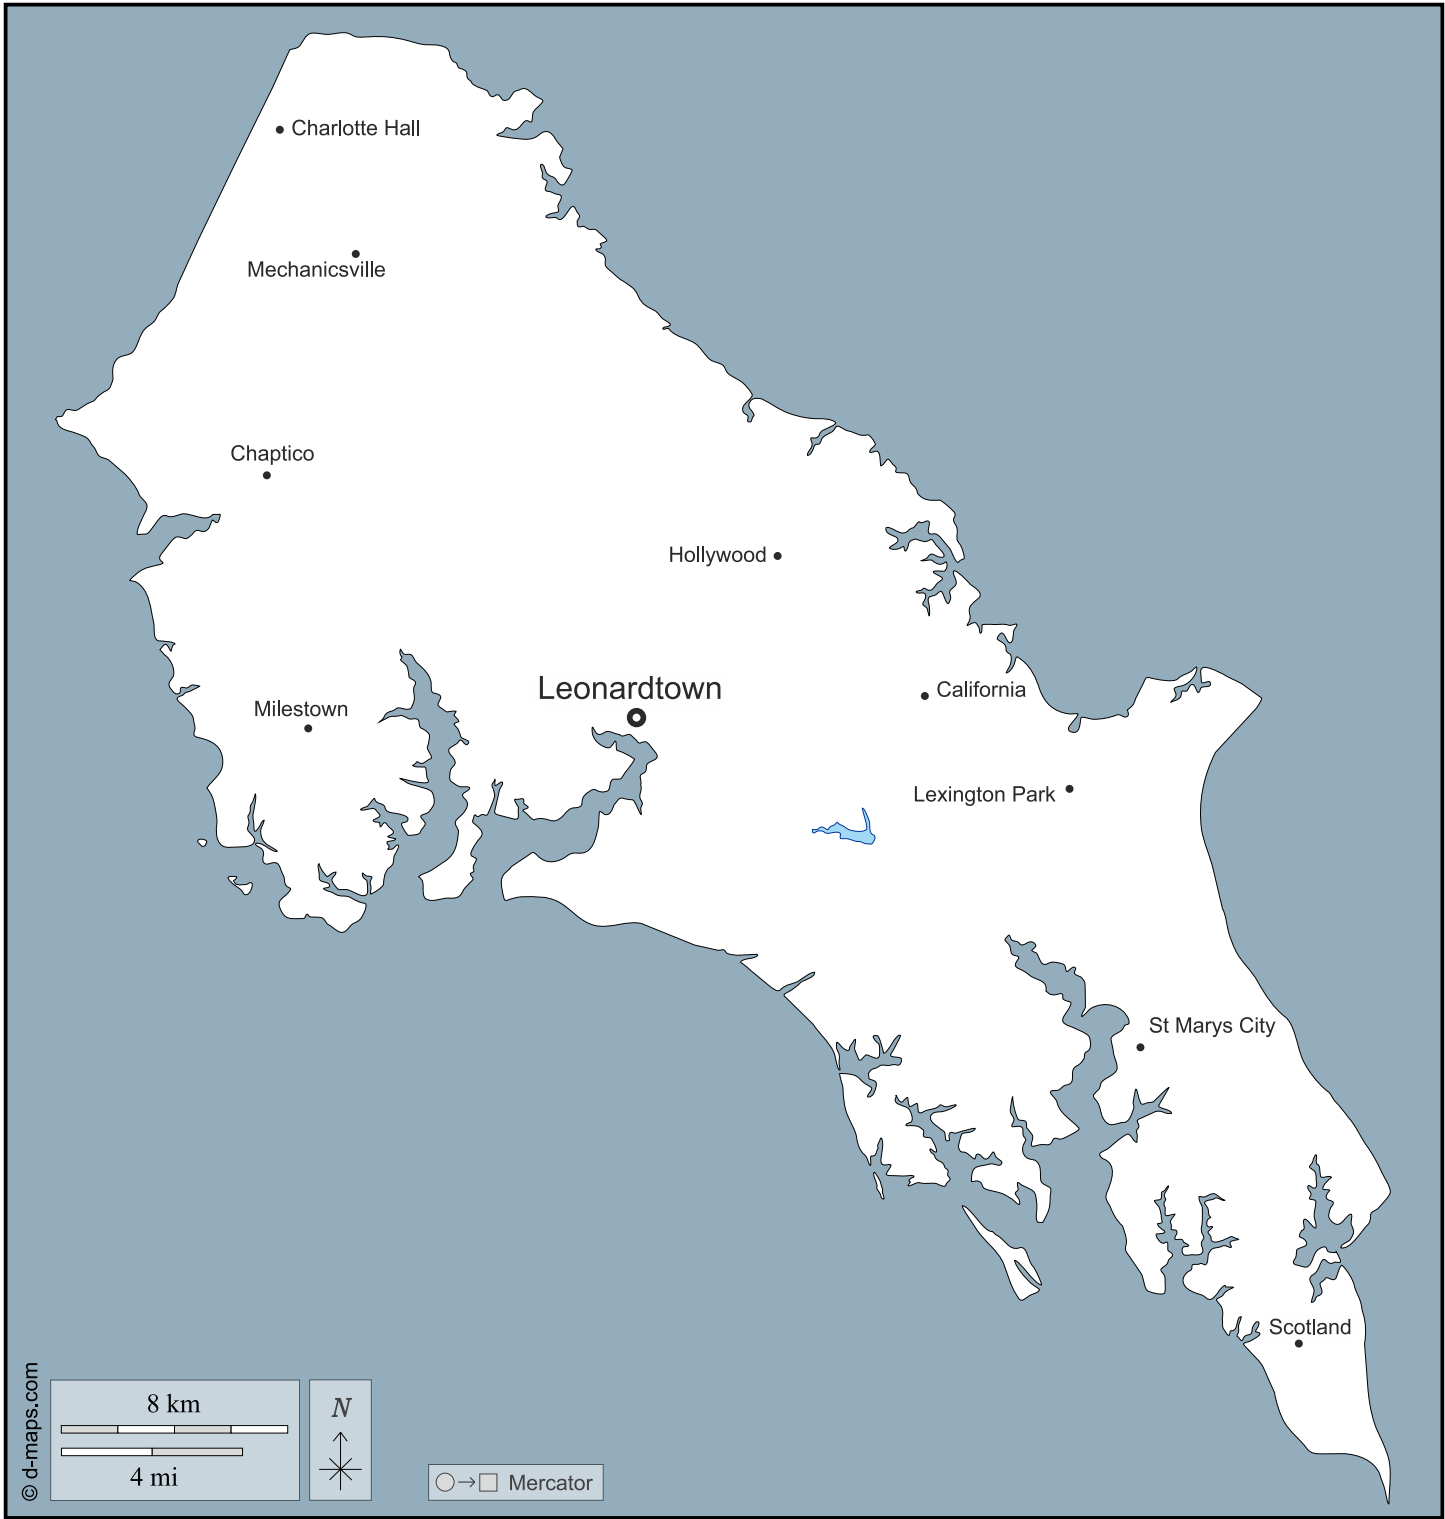 Charlotte Hall
Mechanicsville
Chaptico
Hollywood
Leonardtown
California
Milestown
Lexington Park
St Marys City
Scotland
© d-maps.com
8 km
4 mi
N
Mercator